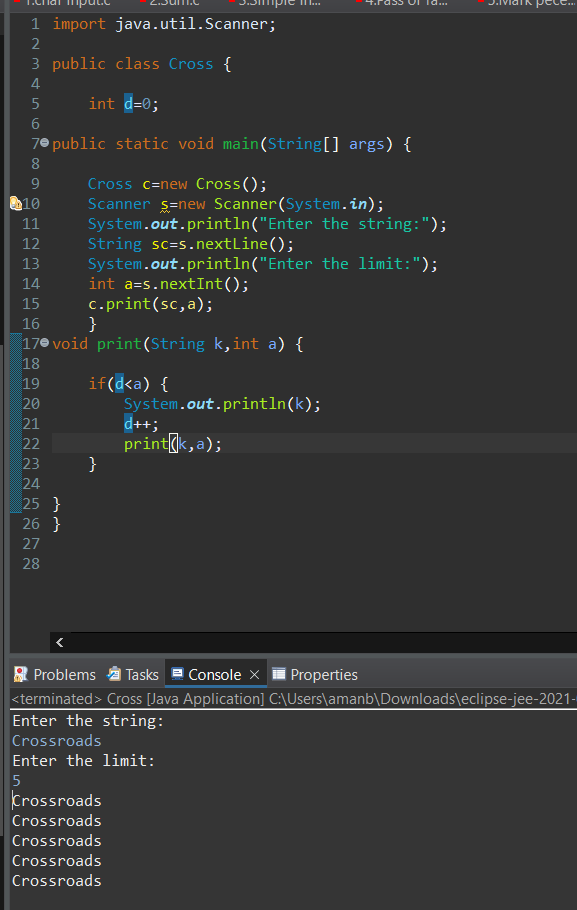 1.char input.c 2.Sum.c 3.Simple in... 4.Pass or fa... 5.Mark pece...
1 import java.util.Scanner;
2
3 public class Cross {
4
5     int d=0;
6
7 public static void main(String[] args) {
8
9     Cross c=new Cross();
10     Scanner s=new Scanner(System.in);
11     System.out.println("Enter the string:");
12     String sc=s.nextLine();
13     System.out.println("Enter the limit:");
14     int a=s.nextInt();
15     c.print(sc,a);
16     }
17 void print(String k,int a) {
18
19     if(d<a) {
20         System.out.println(k);
21         d++;
22         print(k,a);
23     }
24
25 }
26 }
27
28
Problems Tasks Console Properties
<terminated> Cross [Java Application] C:\Users\amanb\Downloads\eclipse-jee-2021-
Enter the string:
Crossroads
Enter the limit:
5
Crossroads
Crossroads
Crossroads
Crossroads
Crossroads